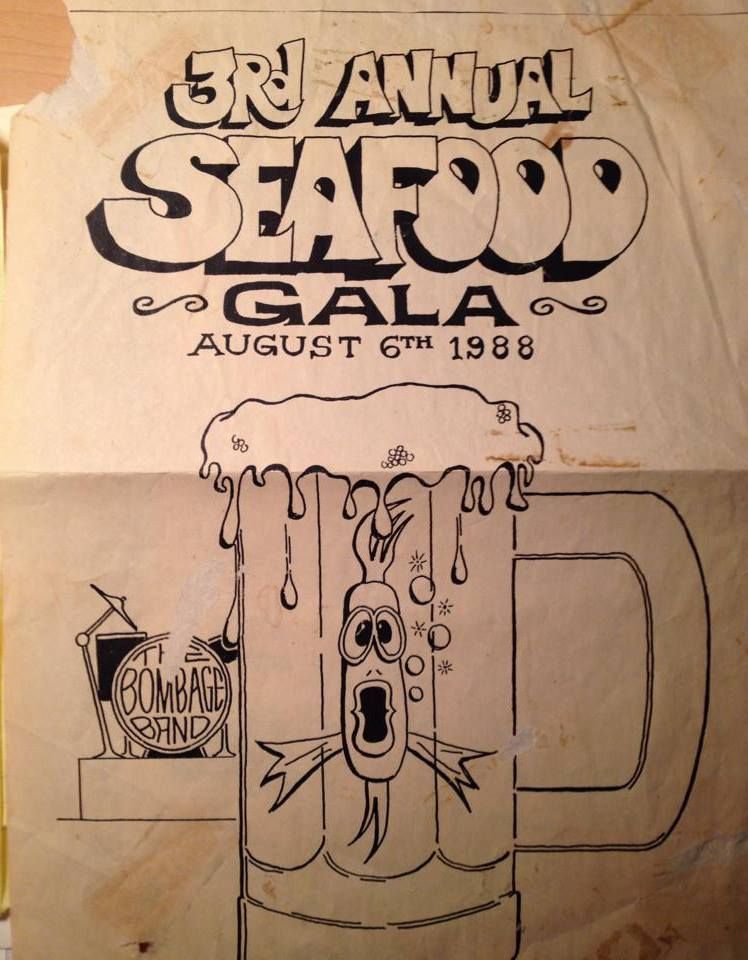 3Rd ANNUAL
SEAFOOD
GALA
AUGUST 6TH 1988
THE
BOMBAGE
BAND